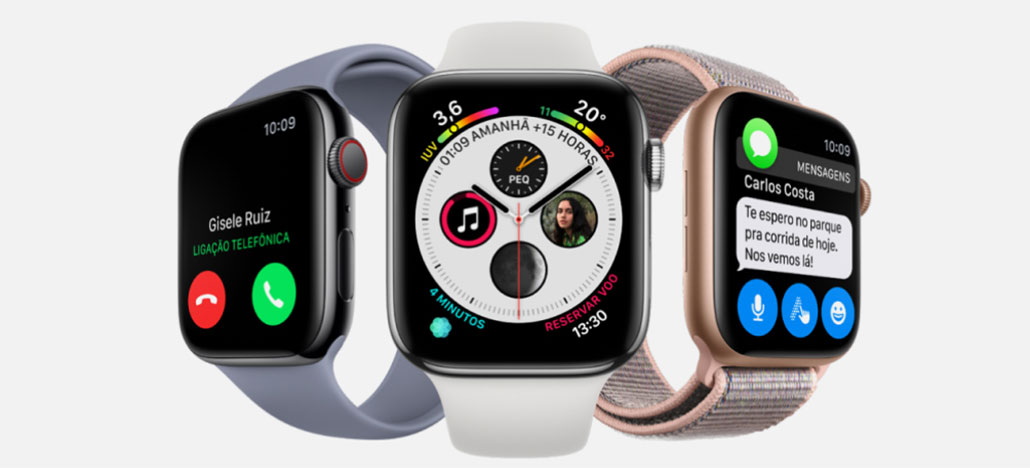 10:09
Gisele Ruiz
LIGAÇÃO TELEFÔNICA
3,6
IUV
11
20°
32
01:09 AMANHÃ +15 HORAS
PEQ
4 MINUTOS
RESERVAR VOO
13:30
10:09
MENSAGENS
Carlos Costa
Te espero no parque
pra corrida de hoje.
Nos vemos lá!